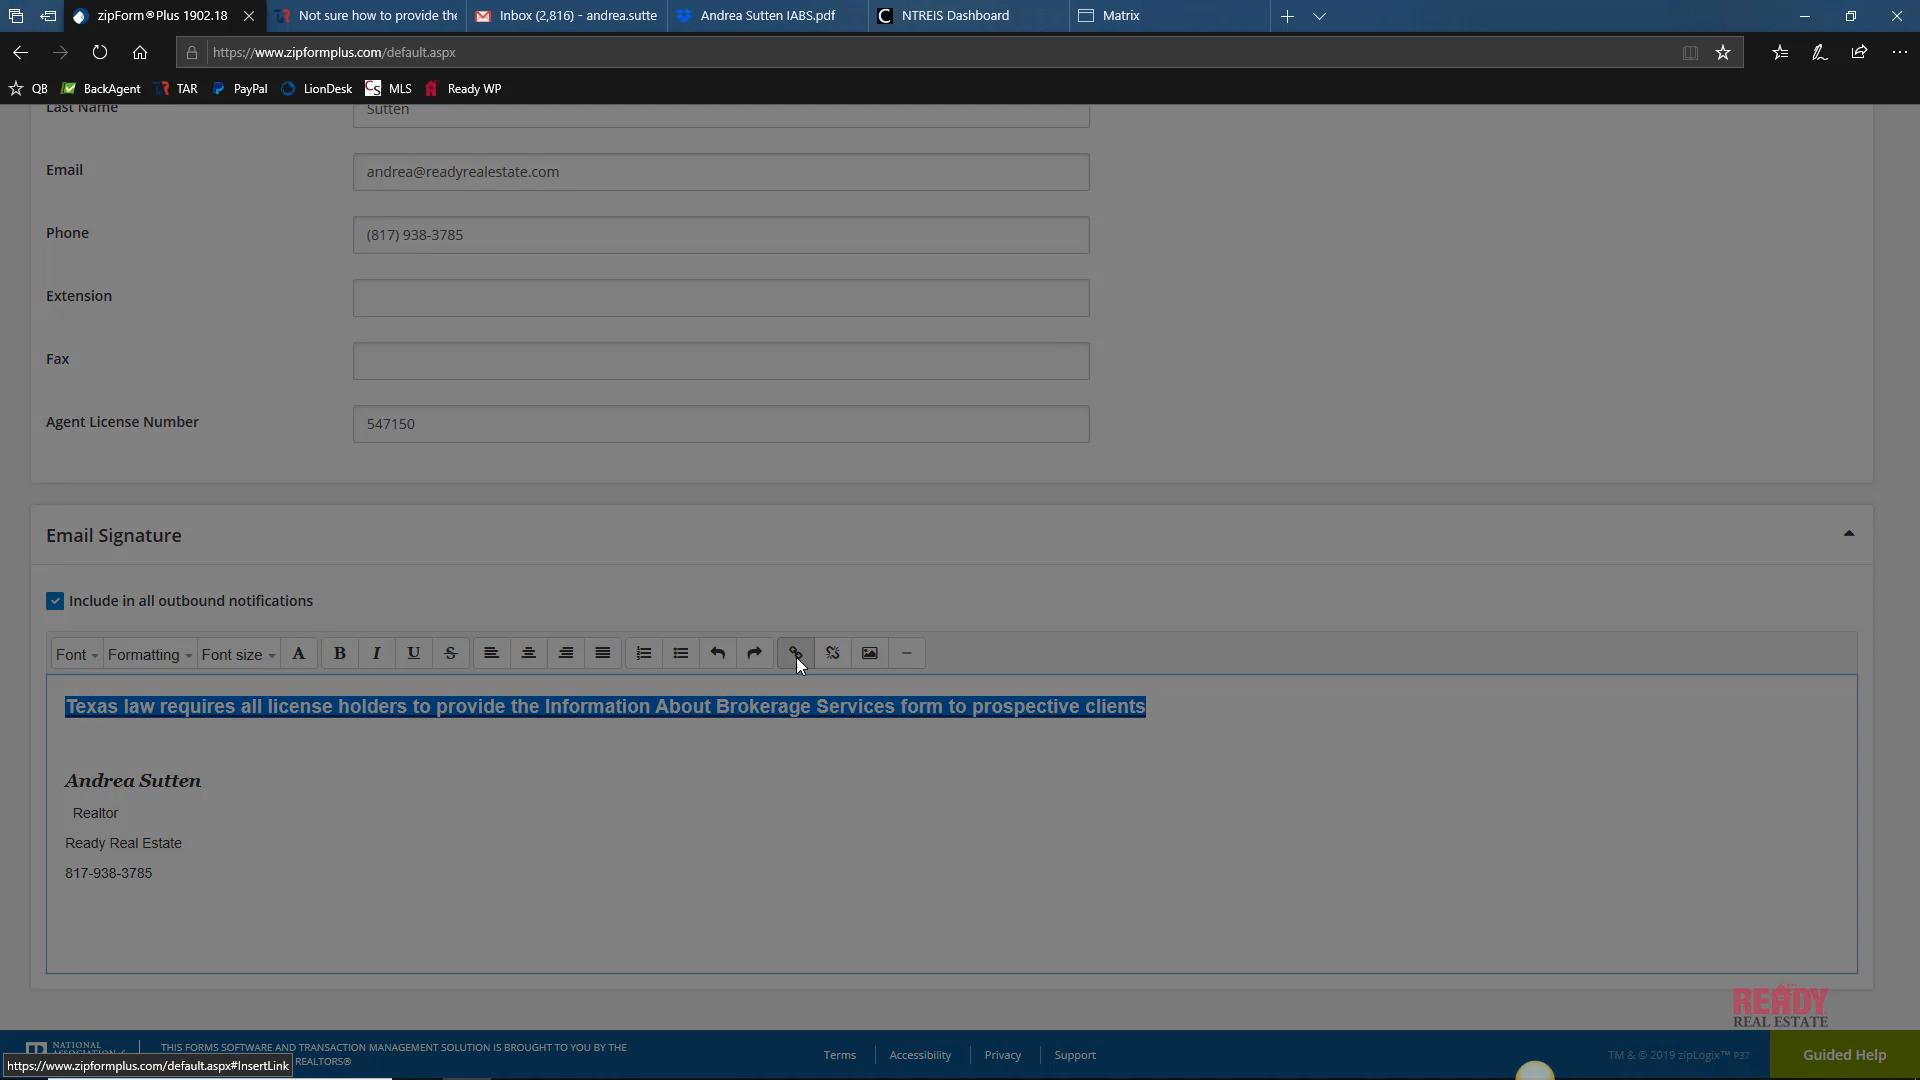 zipForm®Plus 1902.18
Not sure how to provide the
Inbox (2,816) - andrea.sutte
Andrea Sutten IABS.pdf
NTREIS Dashboard
Matrix
https://www.zipformplus.com/default.aspx
QB
BackAgent
TAR
PayPal
LionDesk
MLS
Ready WP
Last Name
Sutten
Email
andrea@readyrealestate.com
Phone
(817) 938-3785
Extension
Fax
Agent License Number
547150
Email Signature
Include in all outbound notifications
Font
Formatting
Font size
A
B
I
U
S
Texas law requires all license holders to provide the Information About Brokerage Services form to prospective clients
Andrea Sutten
Realtor
Ready Real Estate
817-938-3785
READY
REAL ESTATE
NATIONAL
THIS FORMS SOFTWARE AND TRANSACTION MANAGEMENT SOLUTION IS BROUGHT TO YOU BY THE
REALTORS®
Terms
Accessibility
Privacy
Support
TM & © 2019 zipLogix™ P37
Guided Help
https://www.zipformplus.com/default.aspx#InsertLink